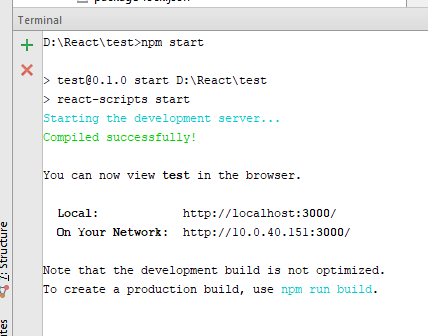 Terminal
D:\React\test>npm start
> test@0.1.0 start D:\React\test
> react-scripts start
Starting the development server...
Compiled successfully!
You can now view test in the browser.
Local: http://localhost:3000/
On Your Network: http://10.0.40.151:3000/
Note that the development build is not optimized.
To create a production build, use npm run build.
7: Structure